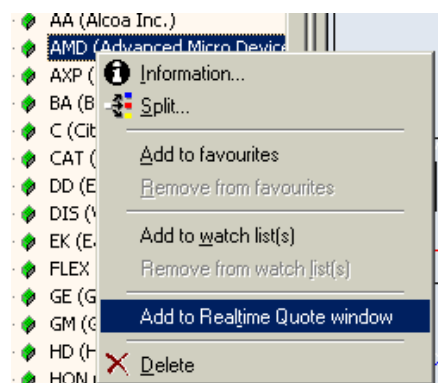 AA (Alcoa Inc.)
AMD (Advanced Micro Device
AXP (
BA (B
C (Cit
CAT (
DD (E
DIS (
EK (E
FLEX
GE (G
GM (G
HD (H
HON
Information...
Split...
Add to favourites
Remove from favourites
Add to watch list(s)
Remove from watch list(s)
Add to Realtime Quote window
Delete